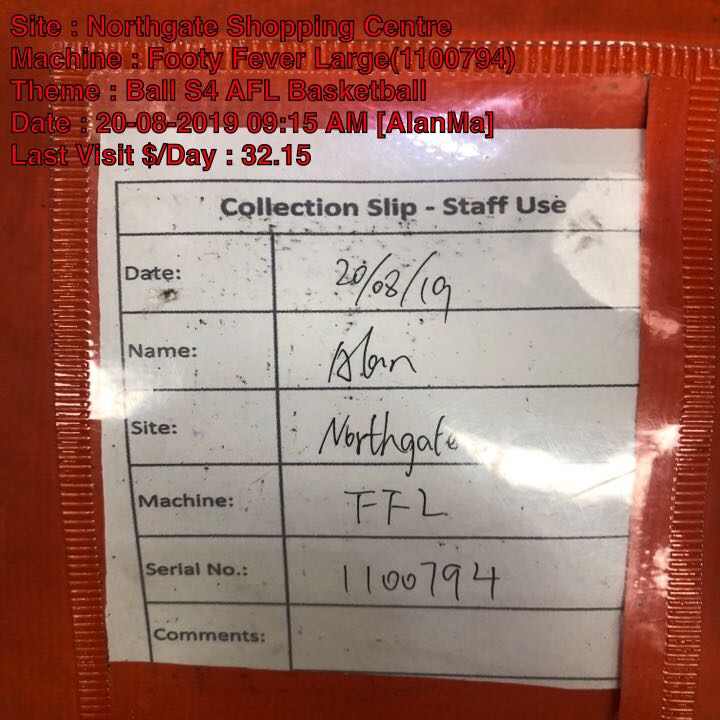 Site : Northgate Shopping Centre
Machine : Footy Fever Large(1100794)
Theme : Ball S4 AFL Basketball
Date : 20-08-2019 09:15 AM [AlanMa]
Last Visit $/Day : 32.15
Collection Slip - Staff Use
Date: 20/08/19
Name: Alan
Site: Northgate
Machine: FFL
Serial No.: 1100794
Comments: